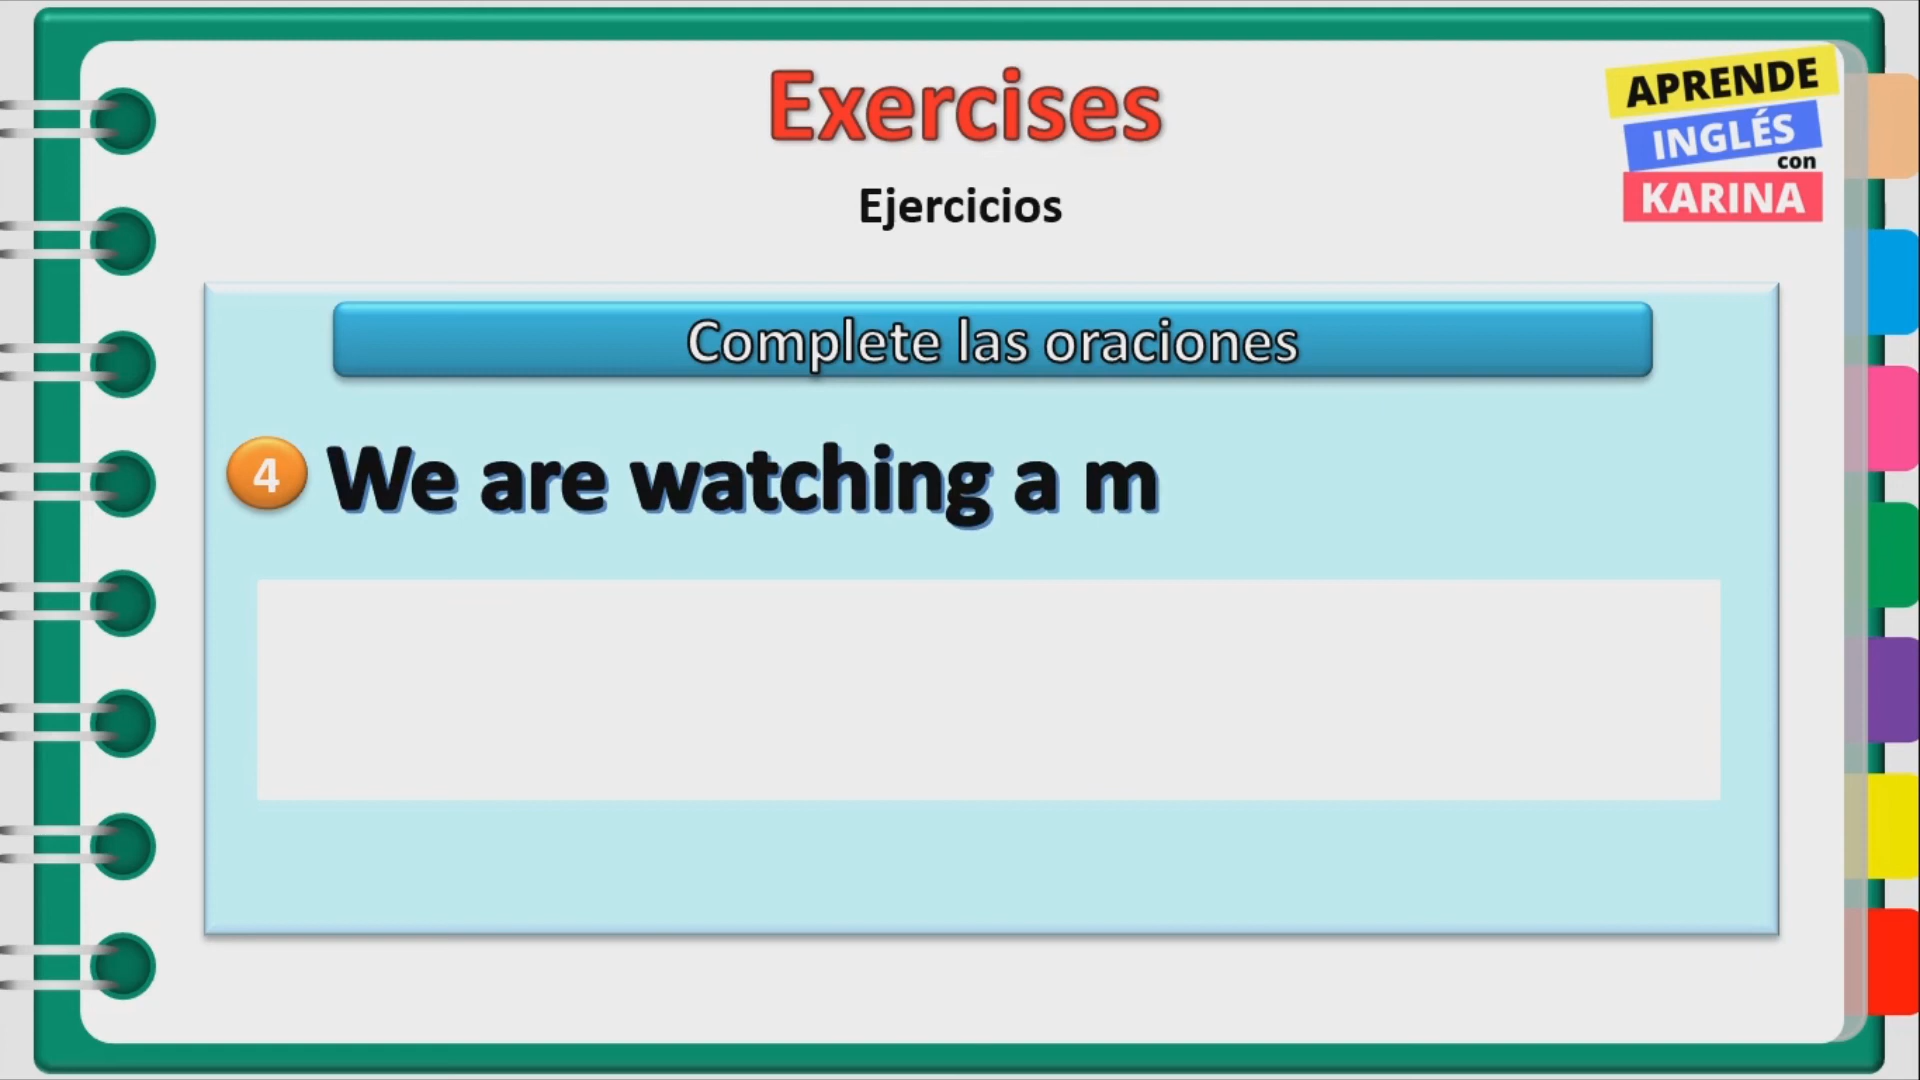 Exercises
Ejercicios
APRENDE
INGLÉS
con
KARINA
Complete las oraciones
4 We are watching a m